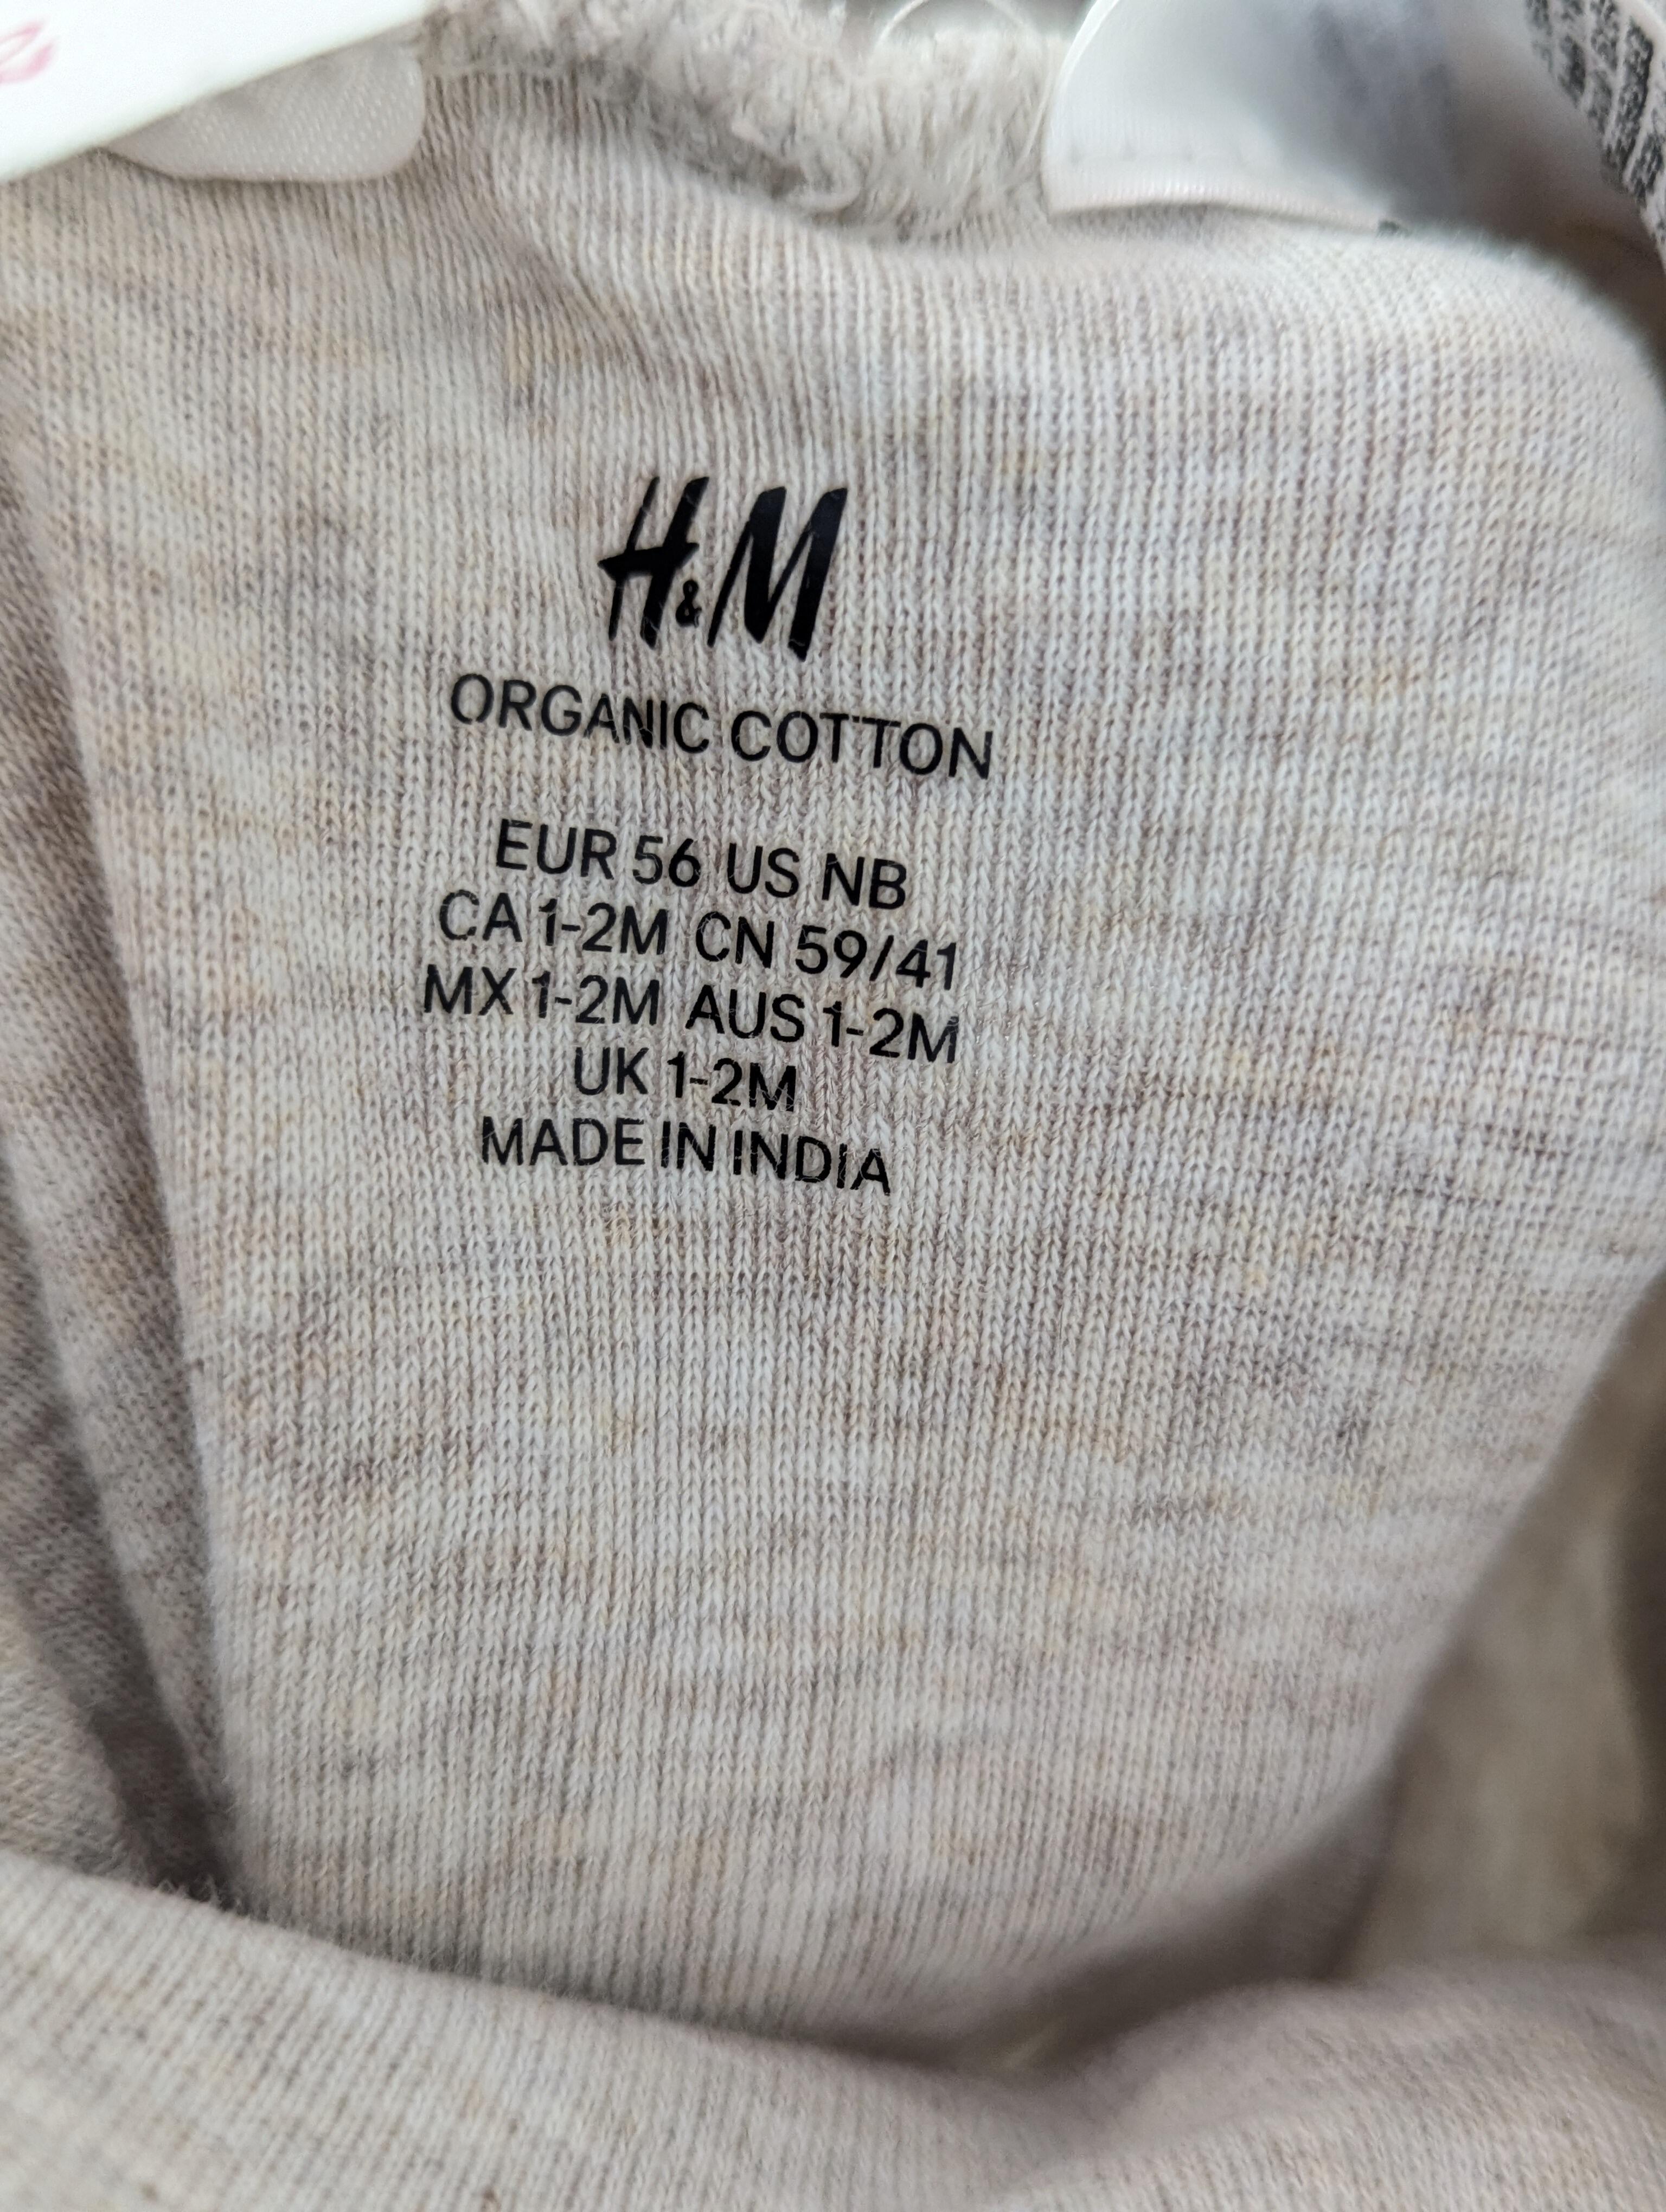 H&M
ORGANIC COTTON
EUR 56 US NB
CA 1-2M CN 59/41
MX 1-2M AUS 1-2M
UK 1-2M
MADE IN INDIA